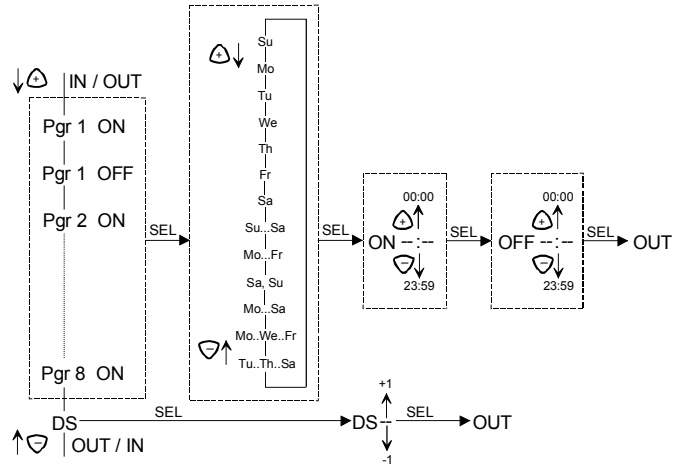 +
IN / OUT
Pgr 1 ON
Pgr 1 OFF
Pgr 2 ON
Pgr 8 ON
DS
-
OUT / IN
SEL
+
Su
Mo
Tu
We
Th
Fr
Sa
Su...Sa
Mo...Fr
Sa, Su
Mo...Sa
Mo..We..Fr
-
Tu..Th..Sa
SEL
00:00
+
ON --:--
-
23:59
SEL
00:00
+
OFF --:--
-
23:59
SEL
OUT
SEL
+1
DS--
-1
SEL
OUT